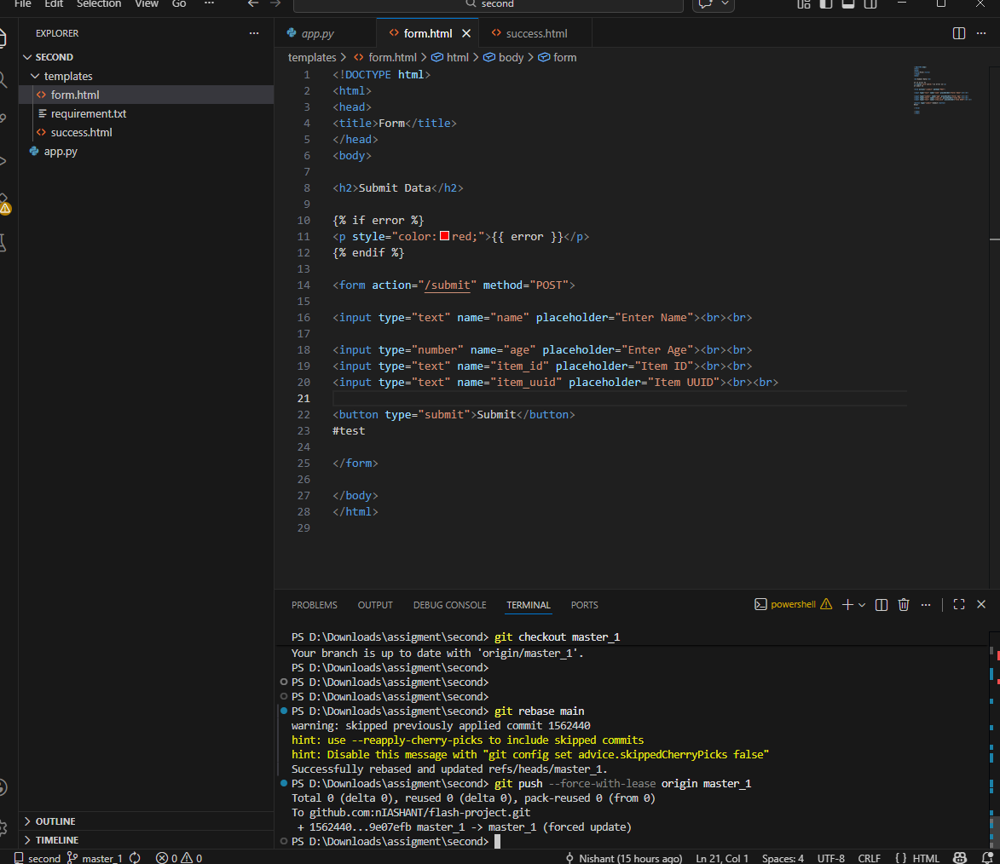 File Edit Selection View Go ··· second
EXPLORER ···
SECOND
templates
form.html
requirement.txt
success.html
app.py
OUTLINE
TIMELINE
app.py form.html success.html ···
templates > form.html > html > body > form
1 <!DOCTYPE html>
2 <html>
3 <head>
4 <title>Form</title>
5 </head>
6 <body>
7
8 <h2>Submit Data</h2>
9
10 {% if error %}
11 <p style="color:red;">{{ error }}</p>
12 {% endif %}
13
14 <form action="/submit" method="POST">
15
16 <input type="text" name="name" placeholder="Enter Name"><br><br>
17
18 <input type="number" name="age" placeholder="Enter Age"><br><br>
19 <input type="text" name="item_id" placeholder="Item ID"><br><br>
20 <input type="text" name="item_uuid" placeholder="Item UUID"><br><br>
21
22 <button type="submit">Submit</button>
23 #test
24
25 </form>
26
27 </body>
28 </html>
29
PROBLEMS OUTPUT DEBUG CONSOLE TERMINAL PORTS powershell ···
PS D:\Downloads\assigment\second> git checkout master_1
Your branch is up to date with 'origin/master_1'.
PS D:\Downloads\assigment\second>
PS D:\Downloads\assigment\second>
PS D:\Downloads\assigment\second>
PS D:\Downloads\assigment\second> git rebase main
warning: skipped previously applied commit 1562440
hint: use --reapply-cherry-picks to include skipped commits
hint: Disable this message with "git config set advice.skippedCherryPicks false"
Successfully rebased and updated refs/heads/master_1.
PS D:\Downloads\assigment\second> git push --force-with-lease origin master_1
Total 0 (delta 0), reused 0 (delta 0), pack-reused 0 (from 0)
To github.com:nIASHANT/flash-project.git
 + 1562440...9e07efb master_1 -> master_1 (forced update)
PS D:\Downloads\assigment\second>
second master_1 0 0 Nishant (15 hours ago) Ln 21, Col 1 Spaces: 4 UTF-8 CRLF {} HTML